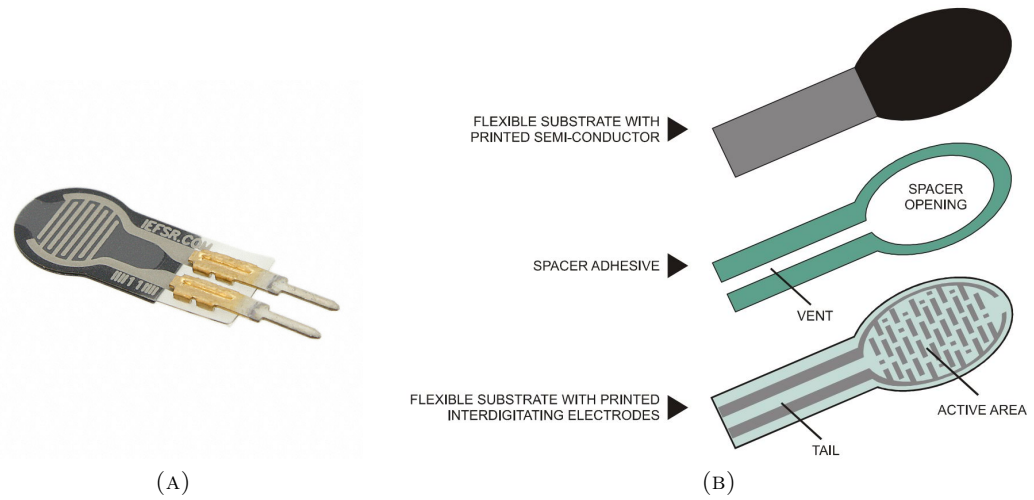 IEFSR.COM
FLEXIBLE SUBSTRATE WITH
PRINTED SEMI-CONDUCTOR
SPACER
OPENING
SPACER ADHESIVE
VENT
FLEXIBLE SUBSTRATE WITH PRINTED
INTERDIGITATING ELECTRODES
ACTIVE AREA
TAIL
(A)
(B)